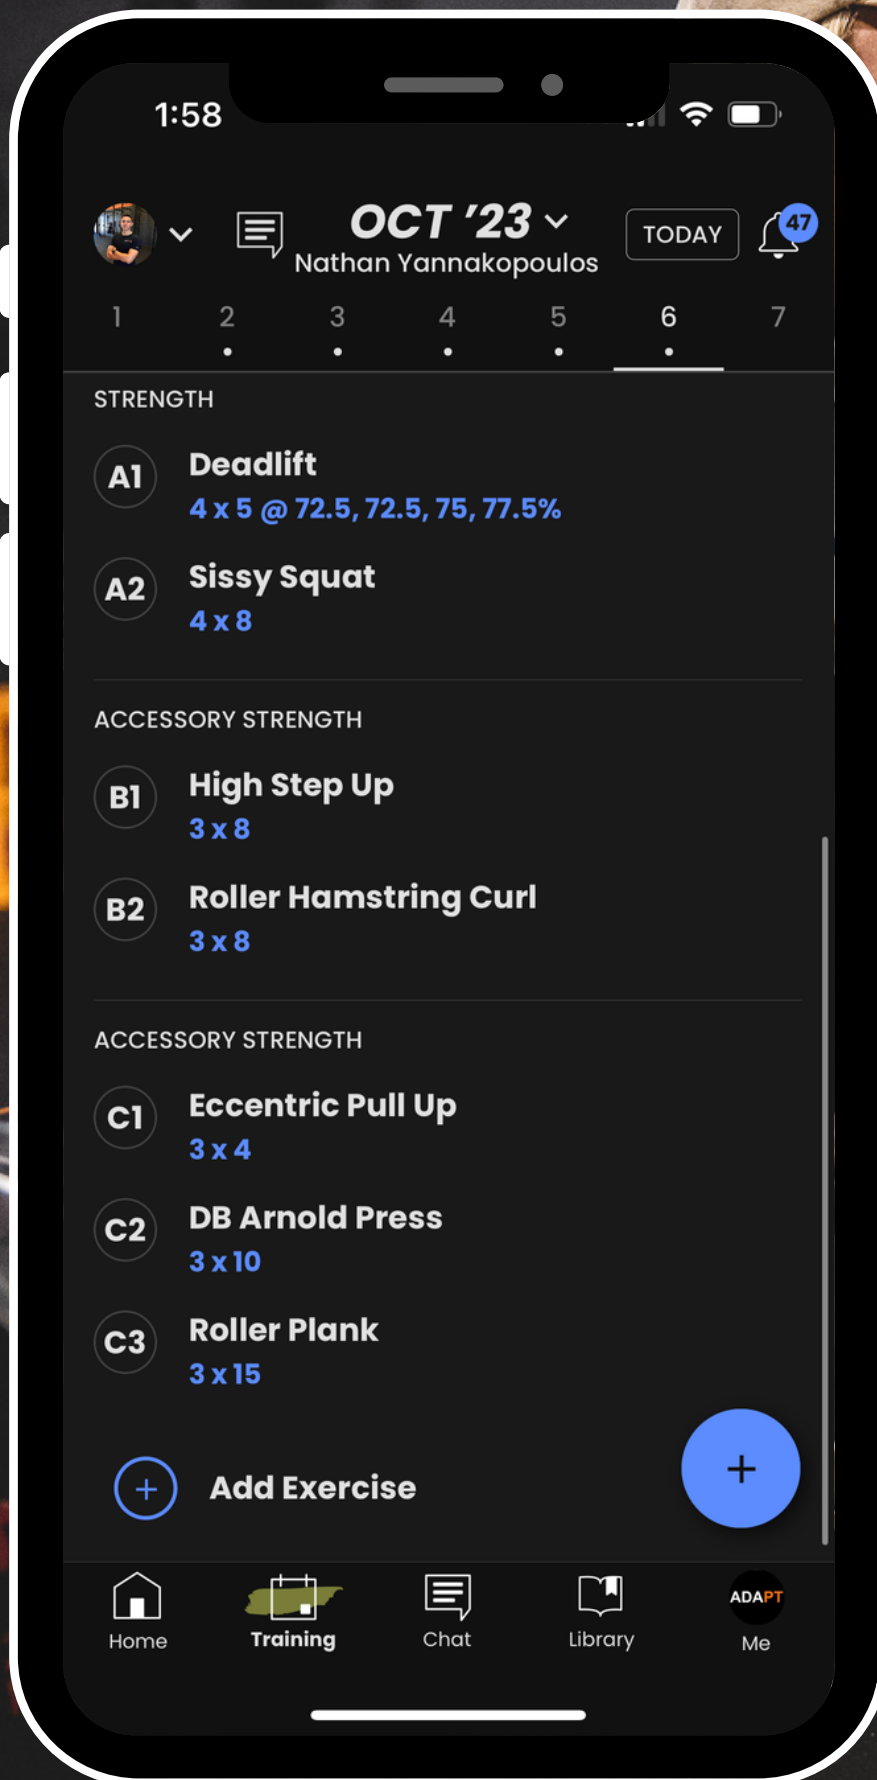 1:58
OCT ’23
TODAY
47
Nathan Yannakopoulos
1 2 3 4 5 6 7
STRENGTH
A1 Deadlift
4 x 5 @ 72.5, 72.5, 75, 77.5%
A2 Sissy Squat
4 x 8
ACCESSORY STRENGTH
B1 High Step Up
3 x 8
B2 Roller Hamstring Curl
3 x 8
ACCESSORY STRENGTH
C1 Eccentric Pull Up
3 x 4
C2 DB Arnold Press
3 x 10
C3 Roller Plank
3 x 15
+ Add Exercise
+
ADAPT
Home Training Chat Library Me